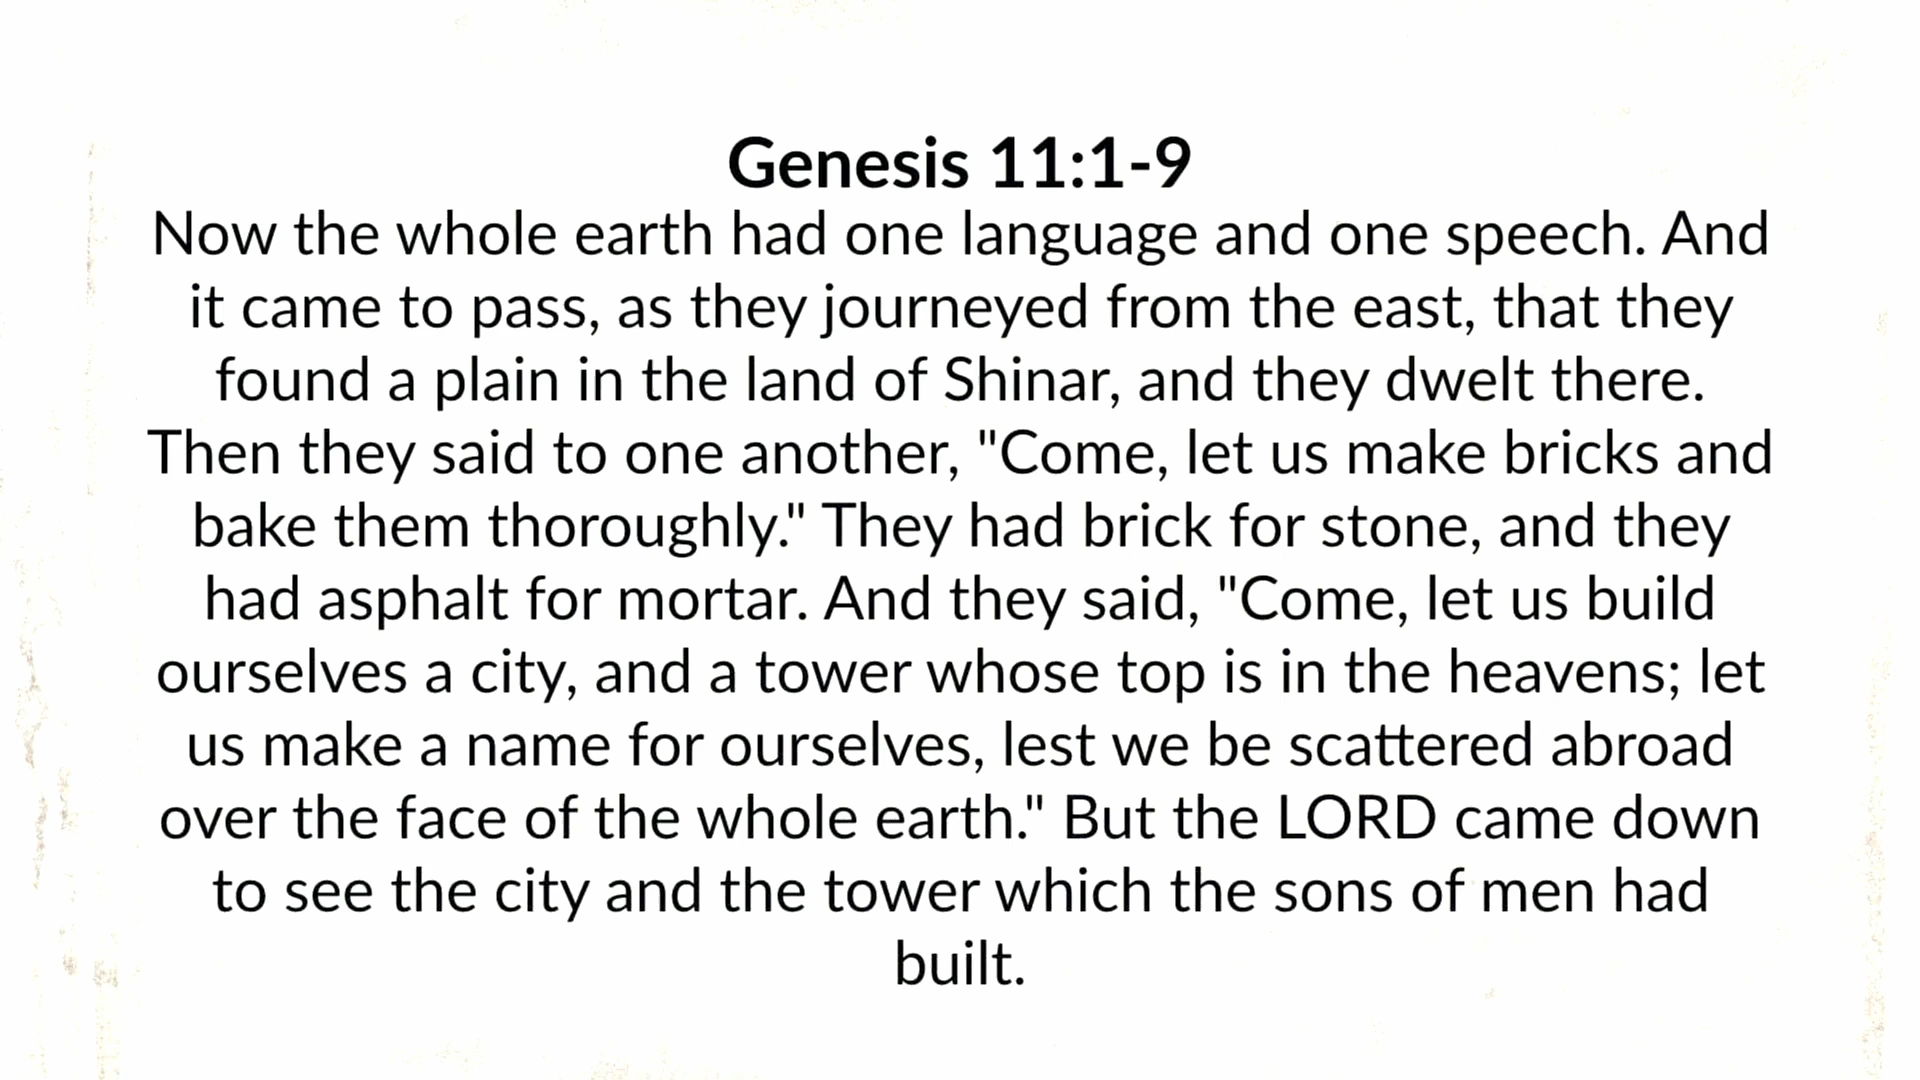 Genesis 11:1-9
Now the whole earth had one language and one speech. And
it came to pass, as they journeyed from the east, that they
found a plain in the land of Shinar, and they dwelt there.
Then they said to one another, "Come, let us make bricks and
bake them thoroughly." They had brick for stone, and they
had asphalt for mortar. And they said, "Come, let us build
ourselves a city, and a tower whose top is in the heavens; let
us make a name for ourselves, lest we be scattered abroad
over the face of the whole earth." But the LORD came down
to see the city and the tower which the sons of men had
built.